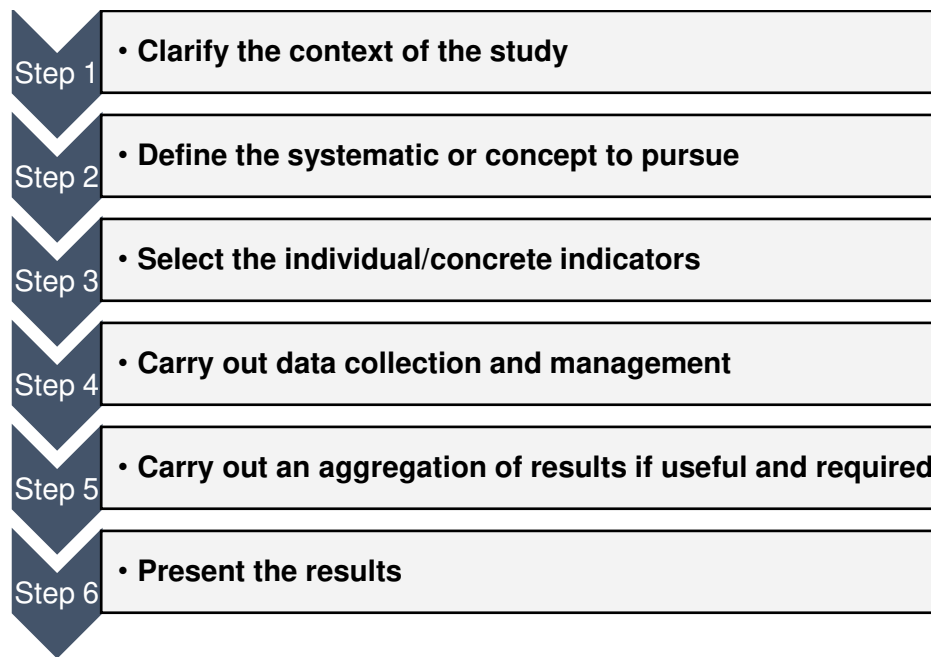 Step 1
• Clarify the context of the study
Step 2
• Define the systematic or concept to pursue
Step 3
• Select the individual/concrete indicators
Step 4
• Carry out data collection and management
Step 5
• Carry out an aggregation of results if useful and required
Step 6
• Present the results